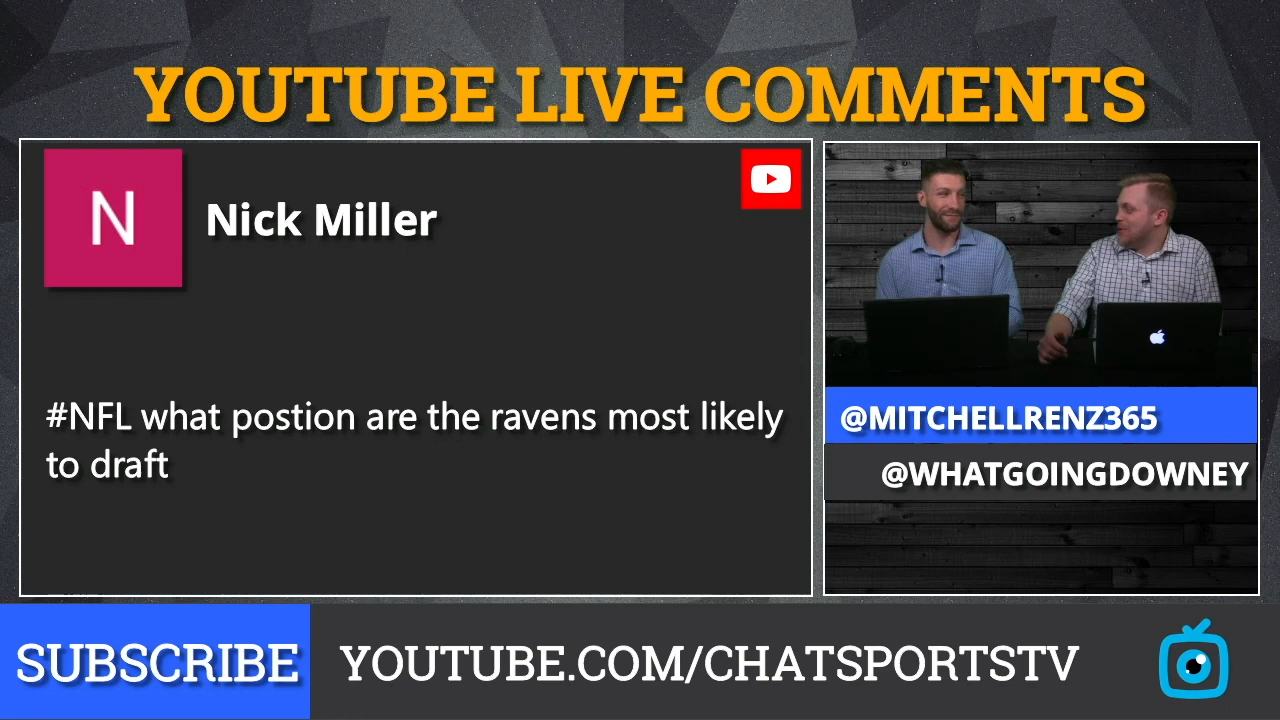 YOUTUBE LIVE COMMENTS
N
Nick Miller
#NFL what postion are the ravens most likely
to draft
@MITCHELLRENZ365
@WHATGOINGDOWNEY
SUBSCRIBE
YOUTUBE.COM/CHATSPORTSTV